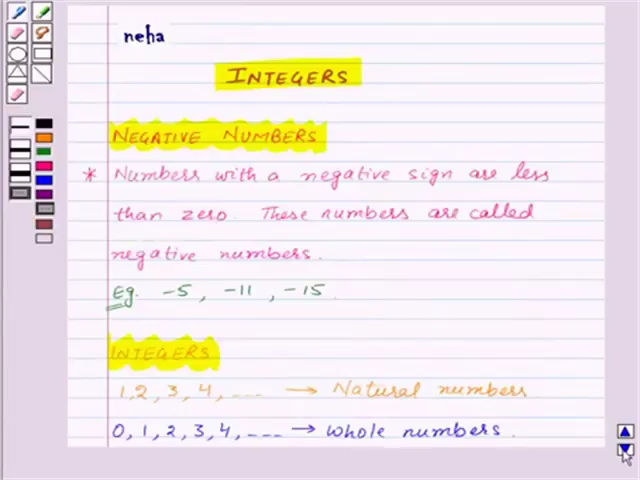 neha
INTEGERS
NEGATIVE NUMBERS
* Numbers with a negative sign are less
than zero. These numbers are called
negative numbers.
Eg. -5, -11, -15.
INTEGERS
1, 2, 3, 4, ---- → Natural numbers
0, 1, 2, 3, 4, ---- → Whole numbers.